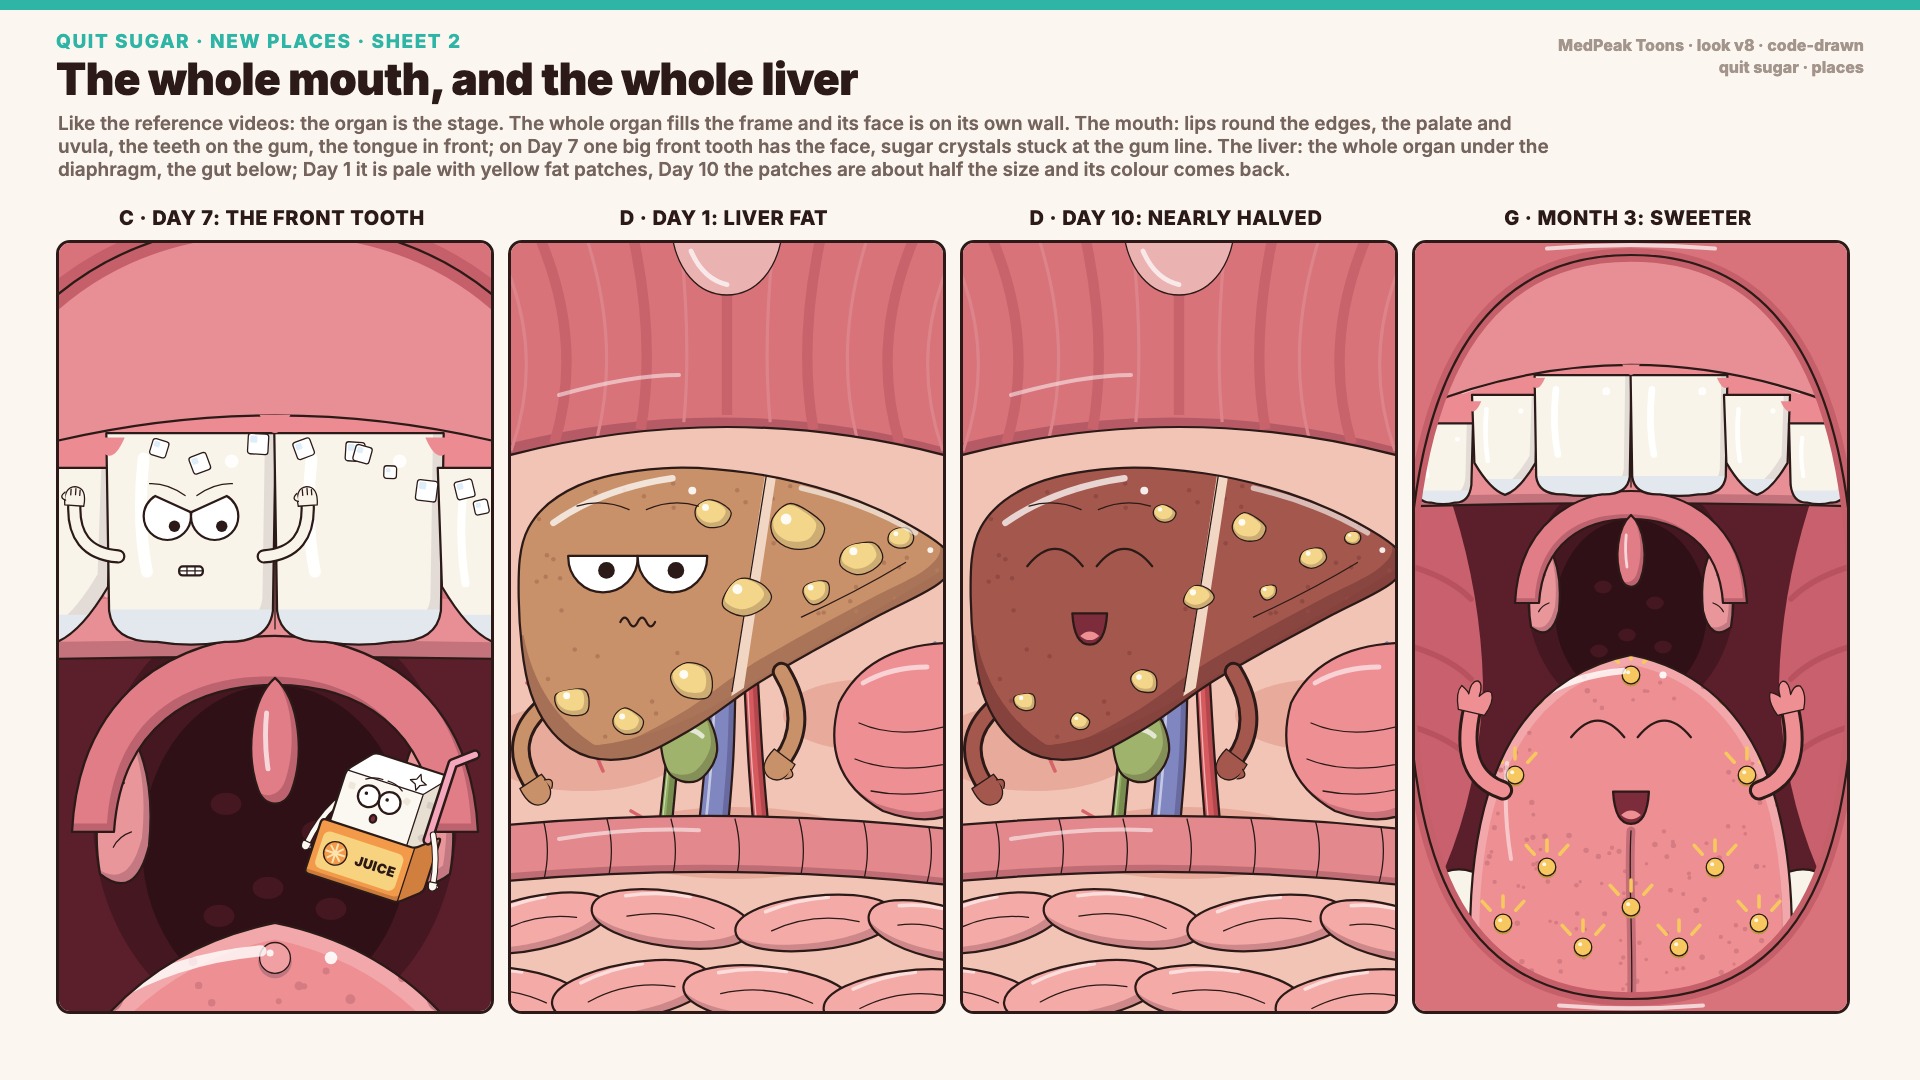 QUIT SUGAR · NEW PLACES · SHEET 2
The whole mouth, and the whole liver
MedPeak Toons · look v8 · code-drawn
quit sugar · places
Like the reference videos: the organ is the stage. The whole organ fills the frame and its face is on its own wall. The mouth: lips round the edges, the palate and
uvula, the teeth on the gum, the tongue in front; on Day 7 one big front tooth has the face, sugar crystals stuck at the gum line. The liver: the whole organ under the
diaphragm, the gut below; Day 1 it is pale with yellow fat patches, Day 10 the patches are about half the size and its colour comes back.
C · DAY 7: THE FRONT TOOTH
D · DAY 1: LIVER FAT
D · DAY 10: NEARLY HALVED
G · MONTH 3: SWEETER
JUICE